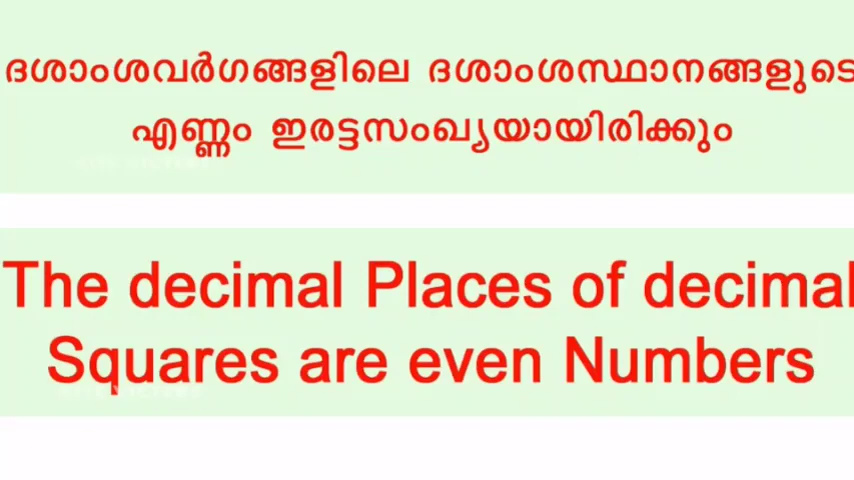 ദശാംശവർഗങ്ങളിലെ ദശാംശസ്ഥാനങ്ങളുടെ
എണ്ണം ഇരട്ടസംഖ്യയായിരിക്കും
The decimal Places of decimal
Squares are even Numbers